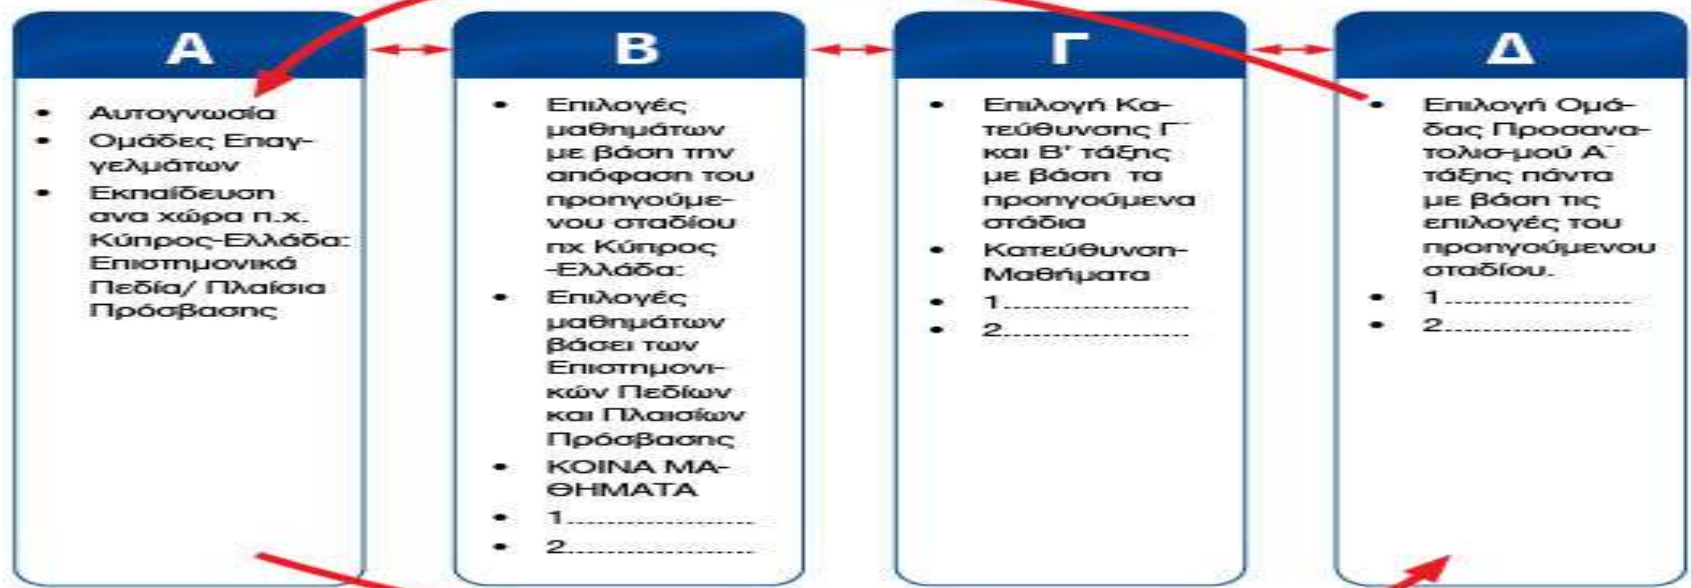 Α
• Αυτογνωσία
• Ομάδες Επαγ-
γελμάτων
• Εκπαίδευση
ανα χώρα π.χ.
Κύπρος-Ελλάδα:
Επιστημονικά
Πεδία/ Πλαίσια
Πρόσβασης
Β
• Επιλογές
μαθημάτων
με βάση την
απόφαση του
προηγούμε-
νου σταδίου
πχ Κύπρος
-Ελλάδα:
• Επιλογές
μαθημάτων
βάσει των
Επιστημονι-
κών Πεδίων
και Πλαισίων
Πρόσβασης
• ΚΟΙΝΑ ΜΑ-
ΘΗΜΑΤΑ
• 1...................
• 2...................
Γ
• Επιλογή Κα-
τεύθυνσης Γ΄
και Β' τάξης
με βάση τα
προηγούμενα
στάδια
• Κατεύθυνση-
Μαθήματα
• 1...................
• 2...................
Δ
• Επιλογή Ομά-
δας Προσανα-
τολισ-μού Α΄
τάξης πάντα
με βάση τις
επιλογές του
προηγούμενου
σταδίου.
• 1...................
• 2...................